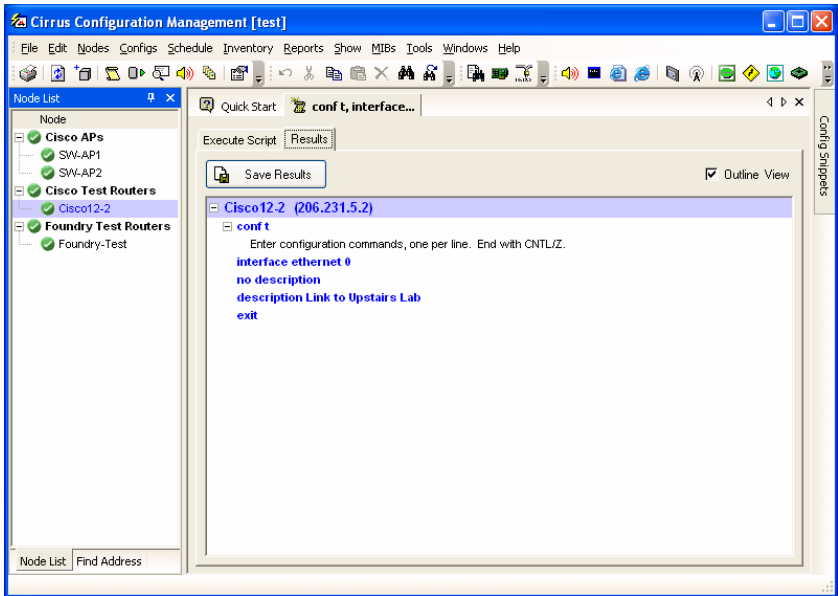 Cirrus Configuration Management [test]
File Edit Nodes Configs Schedule Inventory Reports Show MIBs Tools Windows Help
Node List
Node
Cisco APs
SW-AP1
SW-AP2
Cisco Test Routers
Cisco12-2
Foundry Test Routers
Foundry-Test
Node List
Find Address
Quick Start
conf t, interface...
Execute Script
Results
Save Results
Outline View
Cisco12-2 (206.231.5.2)
conf t
Enter configuration commands, one per line. End with CNTL/Z.
interface ethernet 0
no description
description Link to Upstairs Lab
exit
Config Snippets